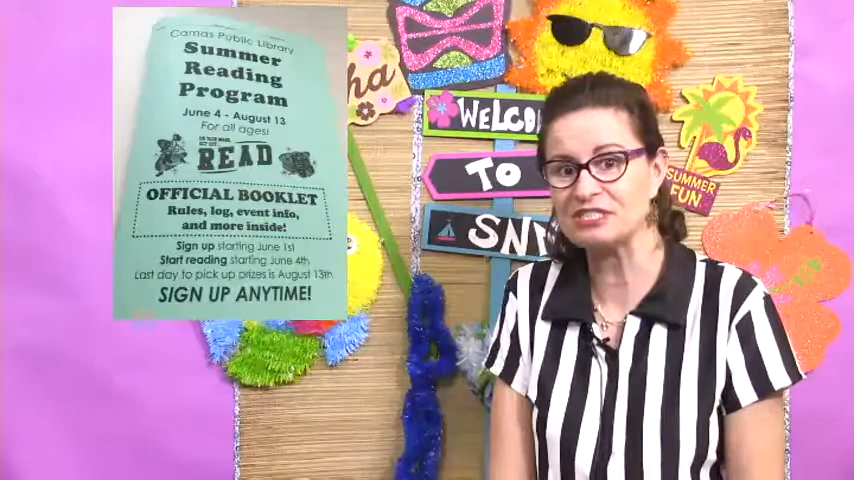 Camas Public Library
Summer
Reading
Program
June 4 - August 13
For all ages!
READ
OFFICIAL BOOKLET
Rules, log, event info,
and more inside!
Sign up starting June 1st
Start reading starting June 4th
Last day to pick up prizes is August 13th
SIGN UP ANYTIME!
WELCO
TO
SUMMER
FUN